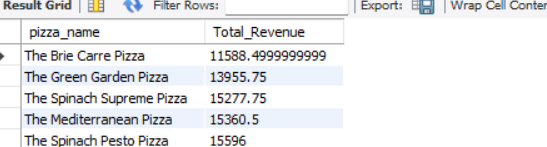 Result Grid Filter Rows: Export: Wrap Cell Conten
pizza_name Total_Revenue
The Brie Carre Pizza 11588.4999999999
The Green Garden Pizza 13955.75
The Spinach Supreme Pizza 15277.75
The Mediterranean Pizza 15360.5
The Spinach Pesto Pizza 15596